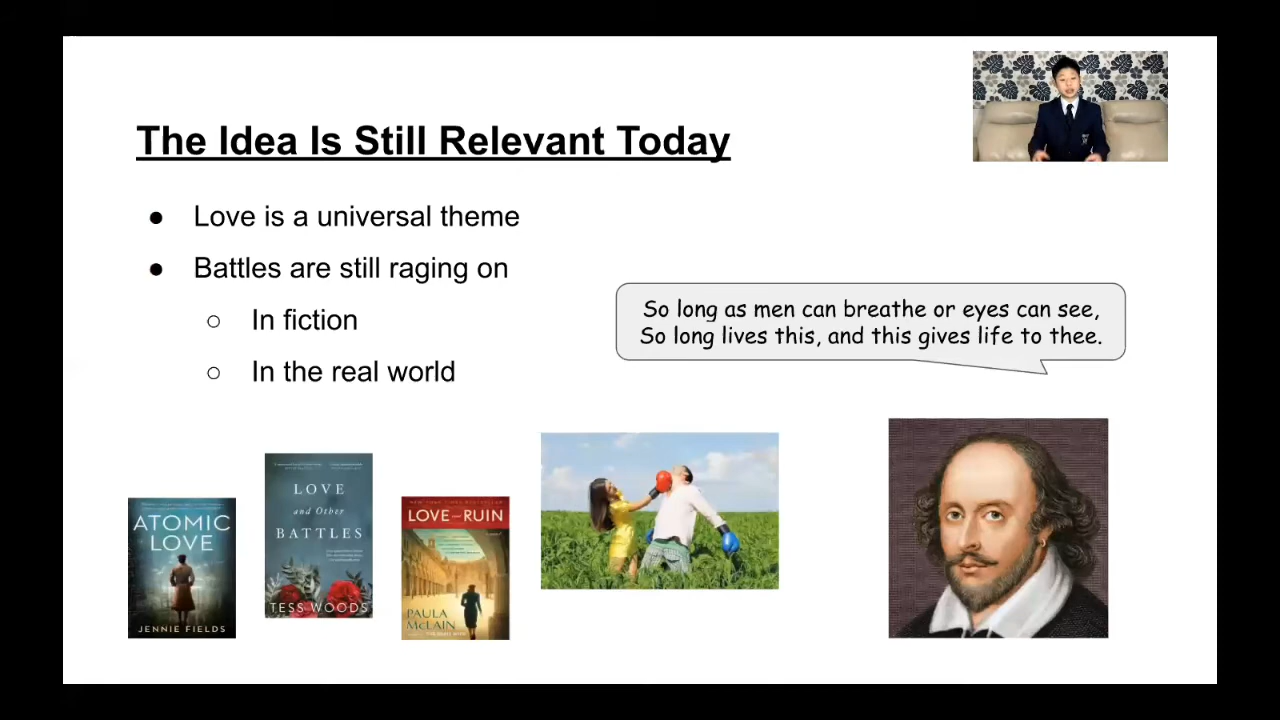 The Idea Is Still Relevant Today
● Love is a universal theme
● Battles are still raging on
○ In fiction
○ In the real world
So long as men can breathe or eyes can see,
So long lives this, and this gives life to thee.
ATOMIC
LOVE
JENNIE FIELDS
LOVE
and Other
BATTLES
TESS WOODS
LOVE and RUIN
PAULA
McLAIN